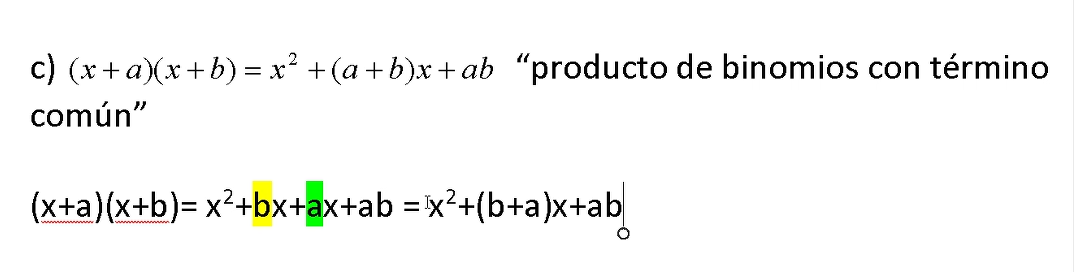 c) (x+a)(x+b) = x² +(a+b)x+ab “producto de binomios con término
común”
(x+a)(x+b)= x²+bx+ax+ab = x²+(b+a)x+ab